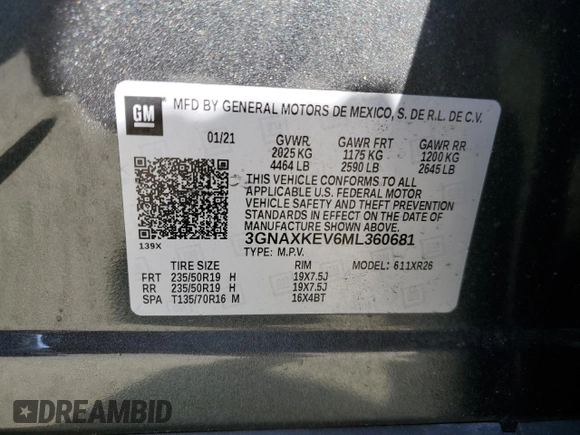 GM
MFD BY GENERAL MOTORS DE MEXICO, S. DE R.L. DE C.V.
01/21 GVWR GAWR FRT GAWR RR
2025 KG 1175 KG 1200 KG
4464 LB 2590 LB 2645 LB
THIS VEHICLE CONFORMS TO ALL
APPLICABLE U.S. FEDERAL MOTOR
VEHICLE SAFETY AND THEFT
PREVENTION STANDARDS IN
EFFECT ON THE DATE OF
MANUFACTURE SHOWN ABOVE.
139X 3GNAXKEV6ML360681
TYPE: M.P.V.
TIRE SIZE RIM MODEL: 611XR26
FRT 235/50R19 H 19X7.5J
RR 235/50R19 H 19X7.5J
SPA T135/70R16 M 16X4BT
DREAMBID